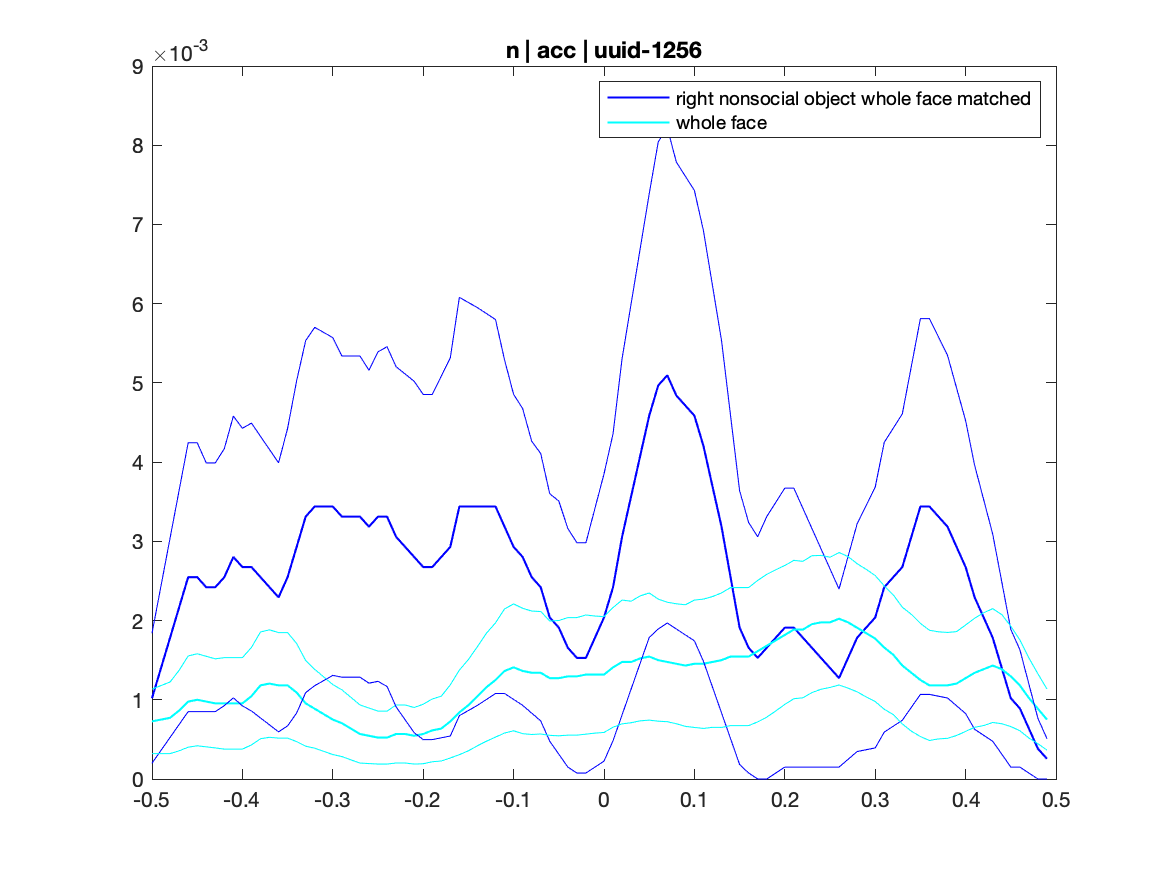 ×10-3
n | acc | uuid-1256
right nonsocial object whole face matched
whole face
9
8
7
6
5
4
3
2
1
0
-0.5 -0.4 -0.3 -0.2 -0.1 0 0.1 0.2 0.3 0.4 0.5